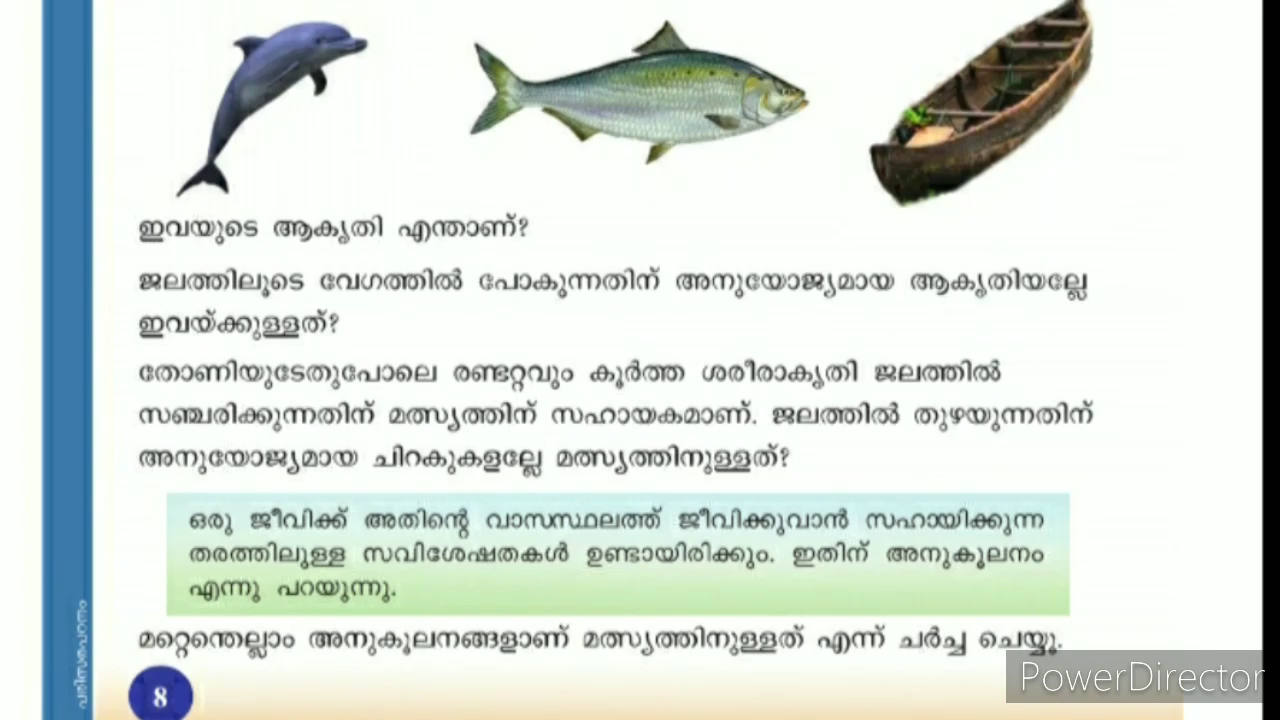 ഇവയുടെ ആകൃതി എന്താണ്?
ജലത്തിലൂടെ വേഗത്തിൽ പോകുന്നതിന് അനുയോജ്യമായ ആകൃതിയല്ലേ
ഇവയ്ക്കുള്ളത്?
തോണിയുടേതുപോലെ രണ്ടറ്റവും കൂർത്ത ശരീരാകൃതി ജലത്തിൽ
സഞ്ചരിക്കുന്നതിന് മത്സ്യത്തിന് സഹായകമാണ്. ജലത്തിൽ തുഴയുന്നതിന്
അനുയോജ്യമായ ചിറകുകളല്ലേ മത്സ്യത്തിനുള്ളത്?
ഒരു ജീവിക്ക് അതിന്റെ വാസസ്ഥലത്ത് ജീവിക്കുവാൻ സഹായിക്കുന്ന
തരത്തിലുള്ള സവിശേഷതകൾ ഉണ്ടായിരിക്കും. ഇതിന് അനുകൂലനം
എന്നു പറയുന്നു.
മറ്റെന്തെല്ലാം അനുകൂലനങ്ങളാണ് മത്സ്യത്തിനുള്ളത് എന്ന് ചർച്ച ചെയ്യൂ.
പരിസരപഠനം
8
PowerDirector